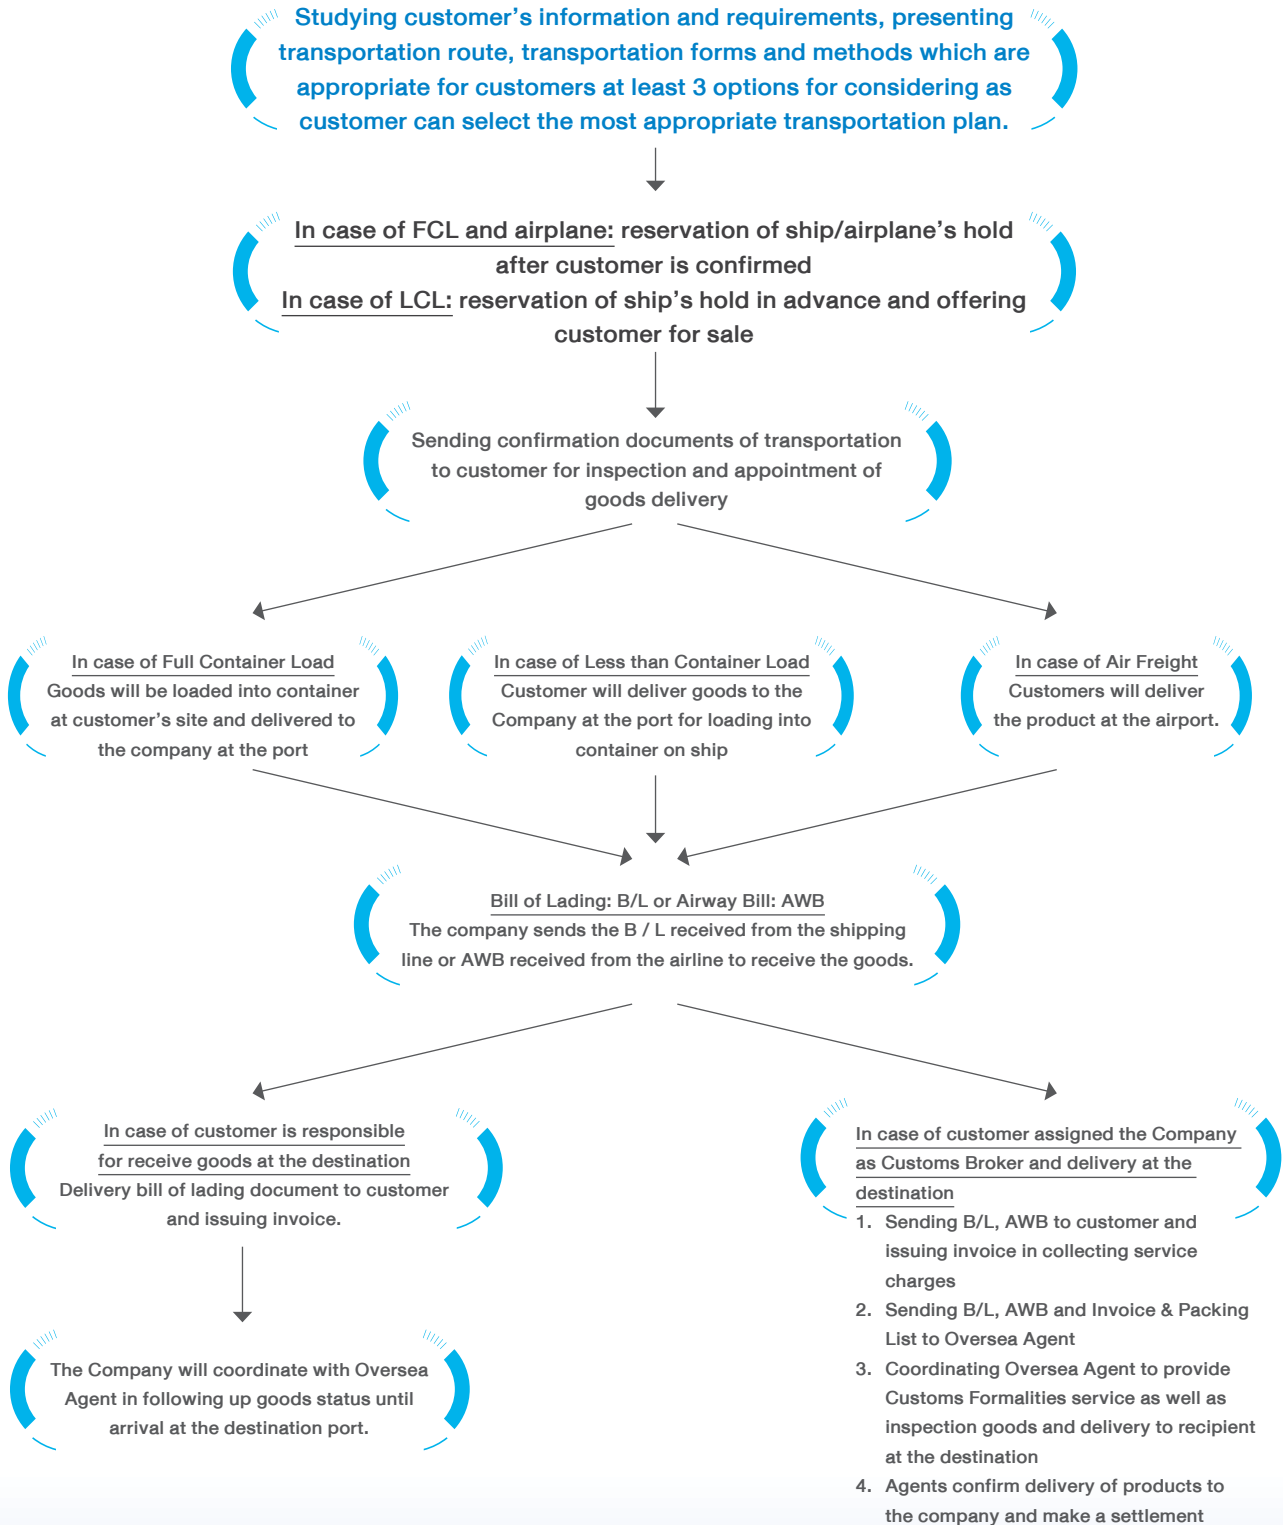 Studying customer's information and requirements, presenting
transportation route, transportation forms and methods which are
appropriate for customers at least 3 options for considering as
customer can select the most appropriate transportation plan.
In case of FCL and airplane: reservation of ship/airplane's hold
after customer is confirmed
In case of LCL: reservation of ship's hold in advance and offering
customer for sale
Sending confirmation documents of transportation
to customer for inspection and appointment of
goods delivery
In case of Full Container Load
Goods will be loaded into container
at customer's site and delivered to
the company at the port
In case of Less than Container Load
Customer will deliver goods to the
Company at the port for loading into
container on ship
In case of Air Freight
Customers will deliver
the product at the airport.
Bill of Lading: B/L or Airway Bill: AWB
The company sends the B / L received from the shipping
line or AWB received from the airline to receive the goods.
In case of customer is responsible
for receive goods at the destination
Delivery bill of lading document to customer
and issuing invoice.
The Company will coordinate with Oversea
Agent in following up goods status until
arrival at the destination port.
In case of customer assigned the Company
as Customs Broker and delivery at the
destination
1. Sending B/L, AWB to customer and
issuing invoice in collecting service
charges
2. Sending B/L, AWB and Invoice & Packing
List to Oversea Agent
3. Coordinating Oversea Agent to provide
Customs Formalities service as well as
inspection goods and delivery to recipient
at the destination
4. Agents confirm delivery of products to
the company and make a settlement